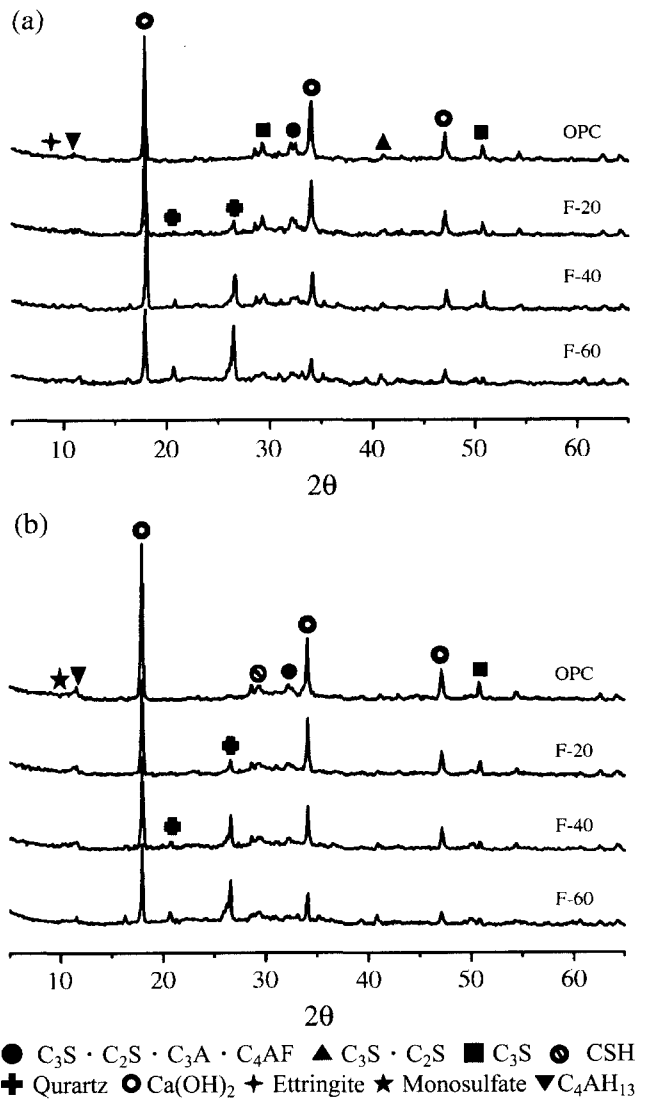 (a)
OPC
F-20
F-40
F-60
10 20 30 40 50 60
2θ
(b)
OPC
F-20
F-40
F-60
10 20 30 40 50 60
2θ
C₃S · C₂S · C₃A · C₄AF C₃S · C₂S C₃S CSH
Qurartz Ca(OH)₂ Ettringite Monosulfate C₄AH₁₃